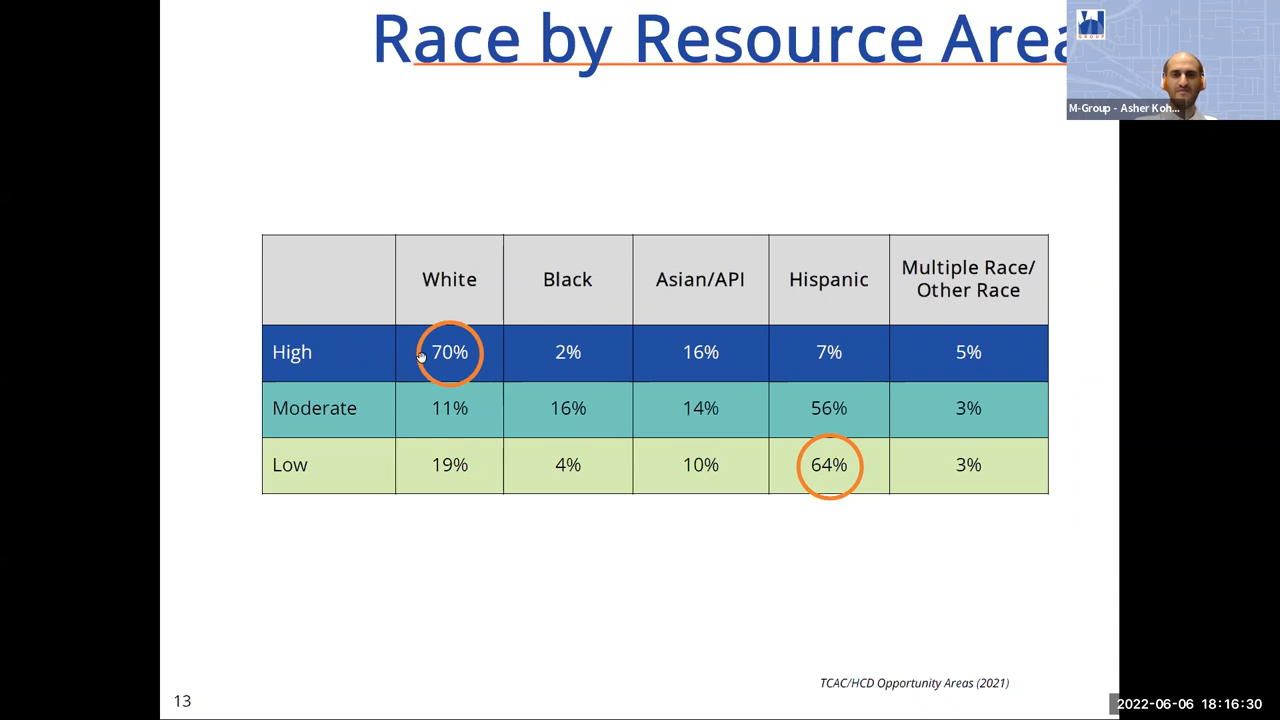 Race by Resource Area
M-Group - Asher Koh...
GROUP
White Black Asian/API Hispanic Multiple Race/
Other Race
High 70% 2% 16% 7% 5%
Moderate 11% 16% 14% 56% 3%
Low 19% 4% 10% 64% 3%
TCAC/HCD Opportunity Areas (2021)
13
2022-06-06 18:16:30